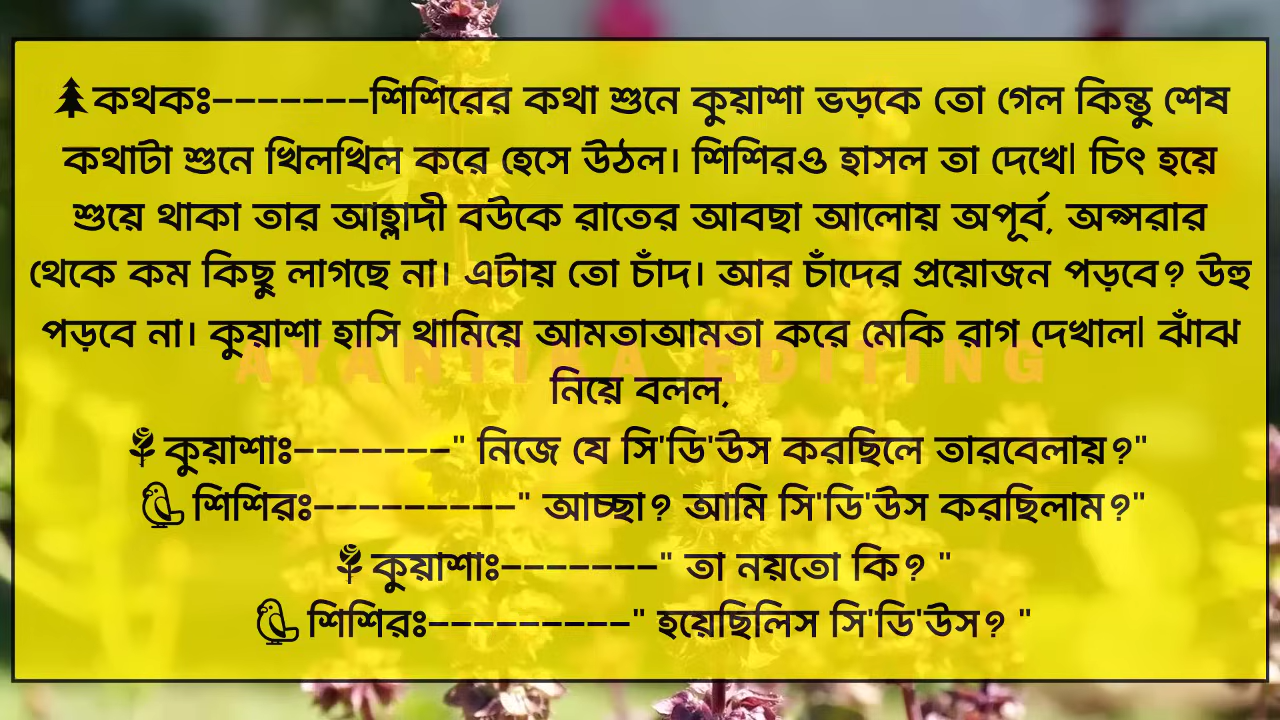 🌲কথকঃ–––––––শিশিরের কথা শুনে কুয়াশা ভড়কে তো গেল কিন্তু শেষ
কথাটা শুনে খিলখিল করে হেসে উঠল। শিশিরও হাসল তা দেখে| চিৎ হয়ে
শুয়ে থাকা তার আহ্লাদী বউকে রাতের আবছা আলোয় অপূর্ব, অপ্সরার
থেকে কম কিছু লাগছে না। এটায় তো চাঁদ। আর চাঁদের প্রয়োজন পড়বে? উহু
পড়বে না। কুয়াশা হাসি থামিয়ে আমতাআমতা করে মেকি রাগ দেখাল| ঝাঁঝ
AYANTIKA EDITING
নিয়ে বলল,
কুয়াশাঃ–––––––" নিজে যে সি'ডি'উস করছিলে তারবেলায়?"
শিশিরঃ–––––––––" আচ্ছা? আমি সি'ডি'উস করছিলাম?"
কুয়াশাঃ–––––––" তা নয়তো কি? "
শিশিরঃ–––––––––" হয়েছিলিস সি'ডি'উস? "